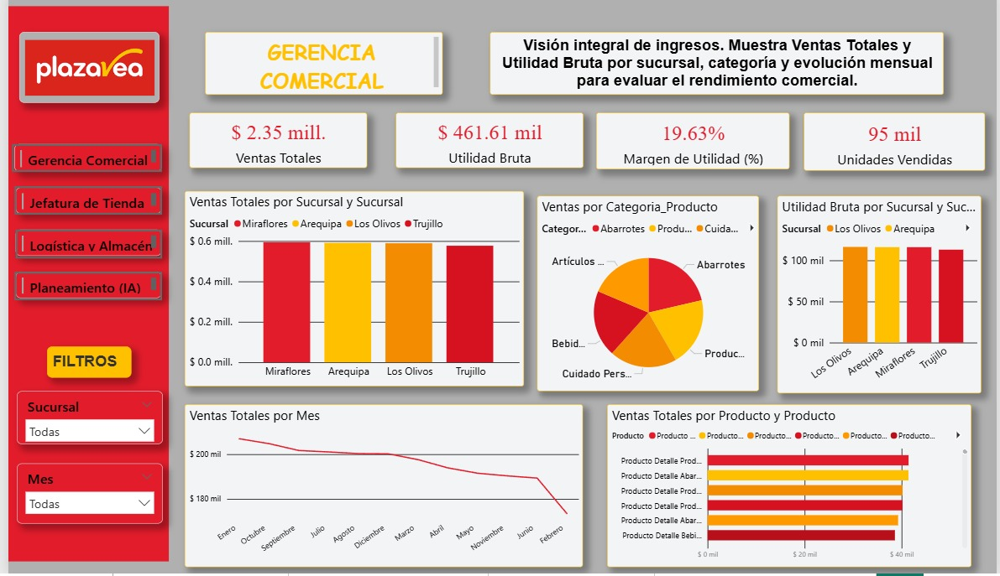 plazavea
GERENCIA
COMERCIAL
Visión integral de ingresos. Muestra Ventas Totales y
Utilidad Bruta por sucursal, categoría y evolución mensual
para evaluar el rendimiento comercial.
$ 2.35 mill.
Ventas Totales
$ 461.61 mil
Utilidad Bruta
19.63%
Margen de Utilidad (%)
95 mil
Unidades Vendidas
Gerencia Comercial
Jefatura de Tienda
Logística y Almacén
Planeamiento (IA)
FILTROS
Sucursal
Todas
Mes
Todas
Ventas Totales por Sucursal y Sucursal
Sucursal Miraflores Arequipa Los Olivos Trujillo
$ 0.6 mill.
$ 0.4 mill.
$ 0.2 mill.
$ 0.0 mill.
Miraflores Arequipa Los Olivos Trujillo
Ventas por Categoria_Producto
Categor... Abarrotes Produ... Cuida...
Artículos ...
Abarrotes
Bebid...
Produc...
Cuidado Pers...
Utilidad Bruta por Sucursal y Suc...
Sucursal Los Olivos Arequipa
$ 100 mil
$ 50 mil
$ 0 mil
Los Olivos Arequipa Miraflores Trujillo
Ventas Totales por Mes
$ 200 mil
$ 180 mil
Enero Octubre Septiembre Julio Agosto Diciembre Marzo Abril Mayo Noviembre Junio Febrero
Ventas Totales por Producto y Producto
Producto Producto ... Producto... Producto... Producto... Producto... Producto...
Producto Detalle Prod...
Producto Detalle Abar...
Producto Detalle Prod...
Producto Detalle Prod...
Producto Detalle Abar...
Producto Detalle Bebi...
$ 0 mil $ 20 mil $ 40 mil